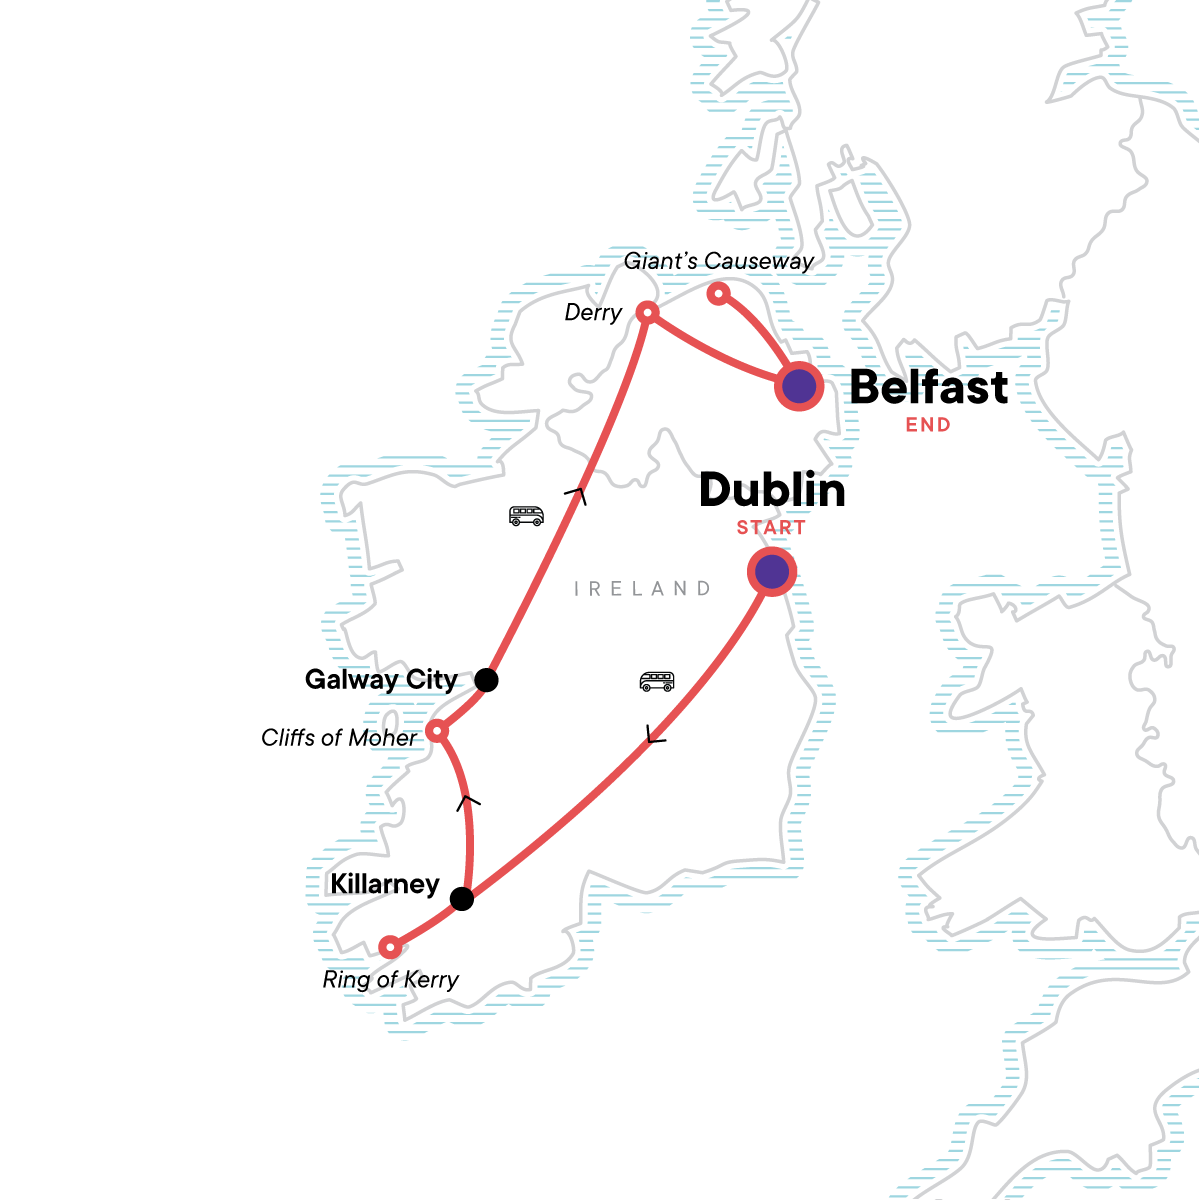 Giant's Causeway
Derry
Belfast
END
Dublin
START
IRELAND
Galway City
Cliffs of Moher
Killarney
Ring of Kerry